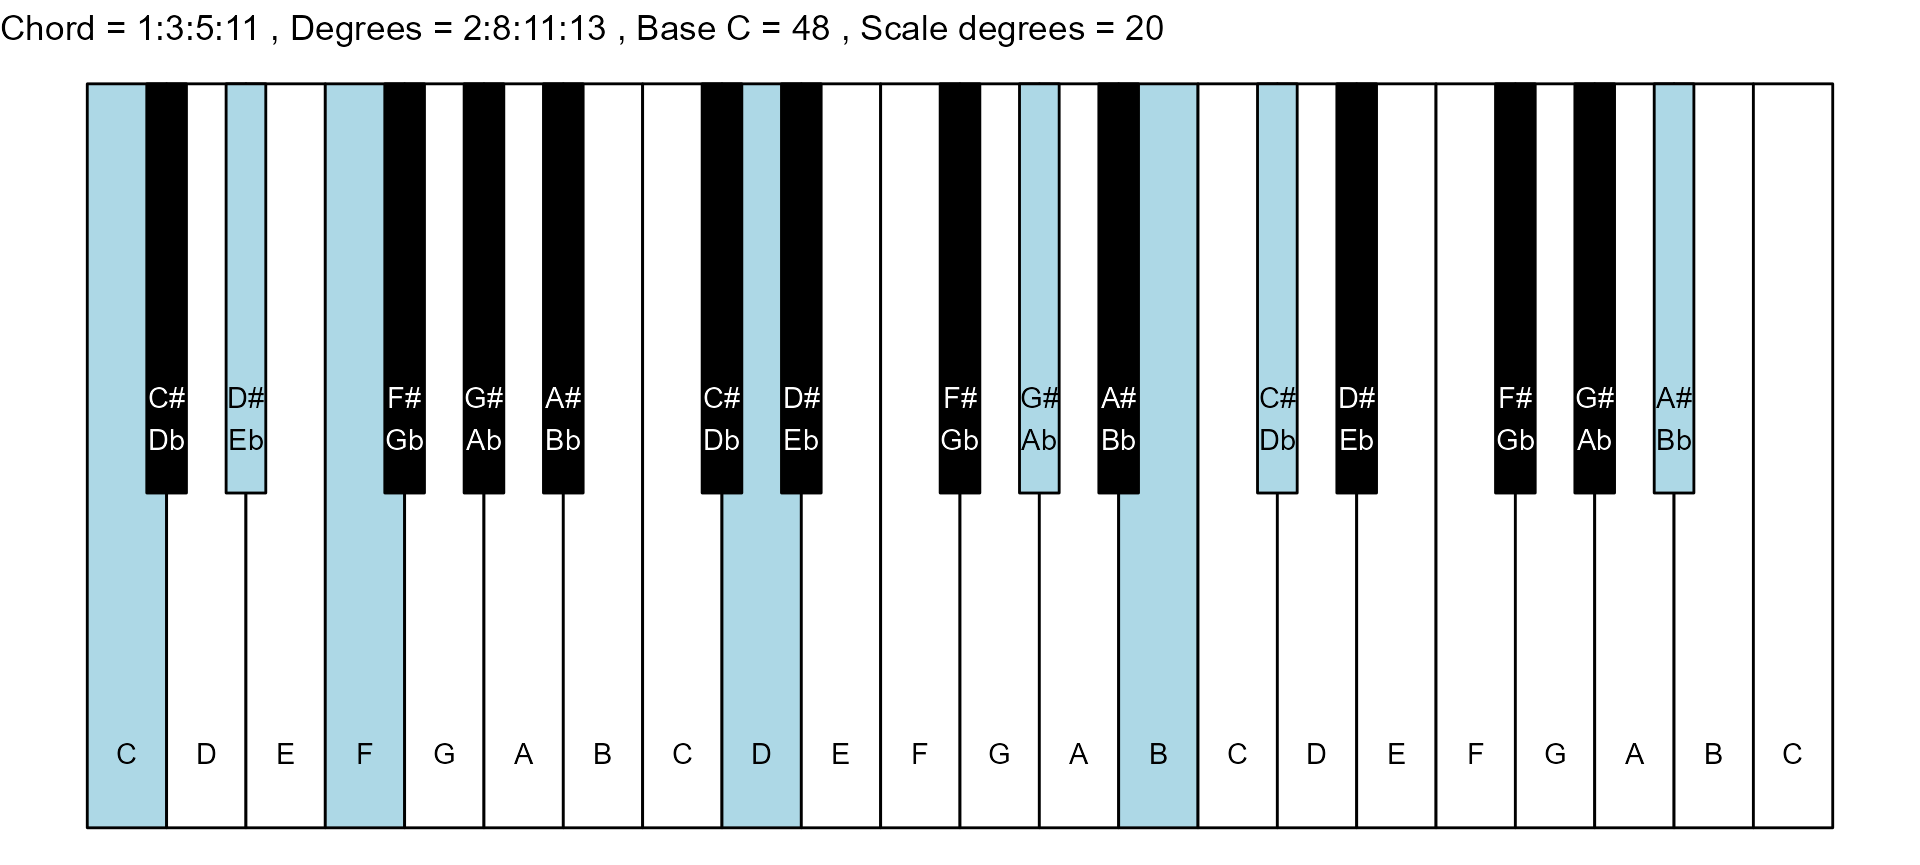 Chord = 1:3:5:11 , Degrees = 2:8:11:13 , Base C = 48 , Scale degrees = 20
C# D# F# G# A# C# D# F# G# A# C# D# F# G# A#
Db Eb Gb Ab Bb Db Eb Gb Ab Bb Db Eb Gb Ab Bb
C D E F G A B C D E F G A B C D E F G A B C